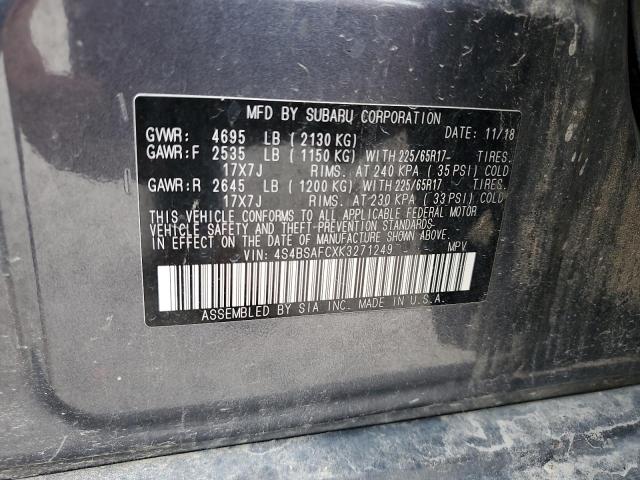 MFD BY SUBARU CORPORATION
GVWR: 4695 LB (2130 KG) DATE: 11/18
GAWR:F 2535 LB (1150 KG) WITH 225/65R17 TIRES.
17X7J RIMS. AT 240 KPA (35 PSI) COLD
GAWR:R 2645 LB (1200 KG) WITH 225/65R17 TIRES.
17X7J RIMS. AT 230 KPA (33 PSI) COLD
THIS VEHICLE CONFORMS TO ALL APPLICABLE FEDERAL MOTOR
VEHICLE SAFETY AND THEFT-PREVENTION STANDARDS IN EFFECT
ON THE DATE OF MANUFACTURE SHOWN ABOVE.
VIN: 4S4BSAFCXK3271249 MPV
ASSEMBLED BY SIA INC. MADE IN U.S.A.